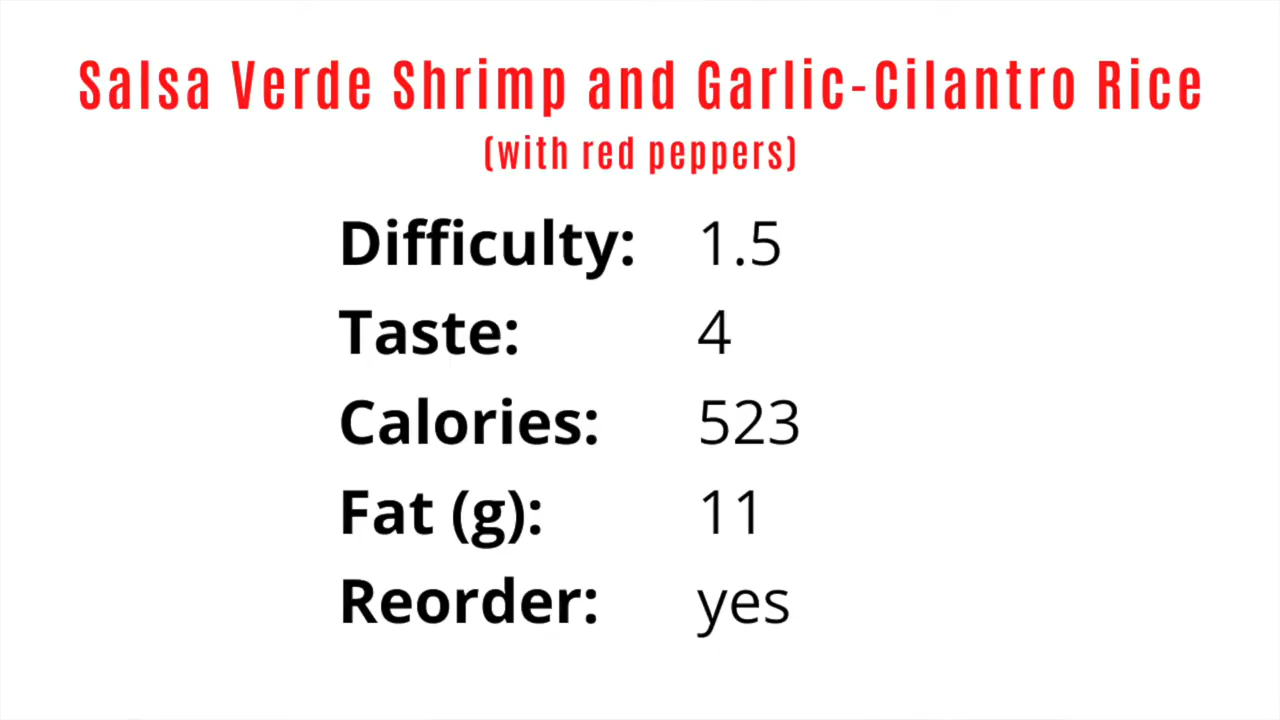 Salsa Verde Shrimp and Garlic-Cilantro Rice
(with red peppers)
Difficulty: 1.5
Taste: 4
Calories: 523
Fat (g): 11
Reorder: yes